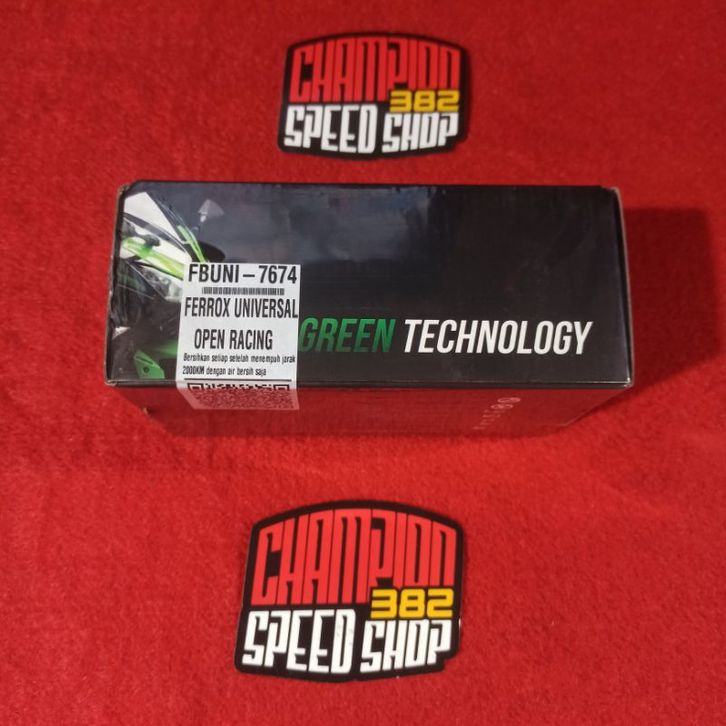 CHAMPION
382
SPEED SHOP
FBUNI-7674
FERROX UNIVERSAL
OPEN RACING
Bersihkan setiap setelah menempuh jarak
2000KM dengan air bersih saja
GREEN TECHNOLOGY
CHAMPION
382
SPEED SHOP